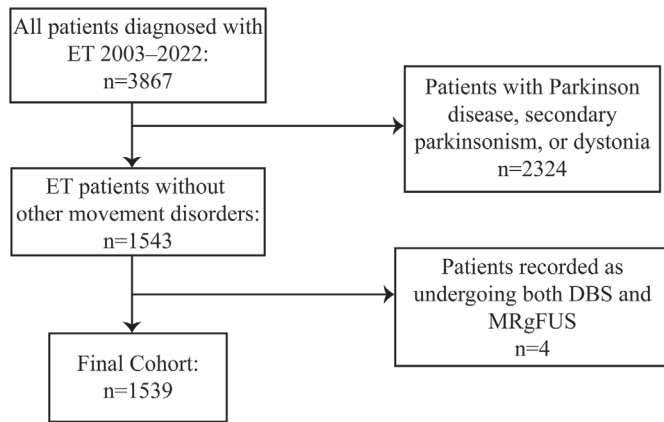 All patients diagnosed with
ET 2003–2022:
n=3867
Patients with Parkinson
disease, secondary
parkinsonism, or dystonia
n=2324
ET patients without
other movement disorders:
n=1543
Patients recorded as
undergoing both DBS and
MRgFUS
n=4
Final Cohort:
n=1539